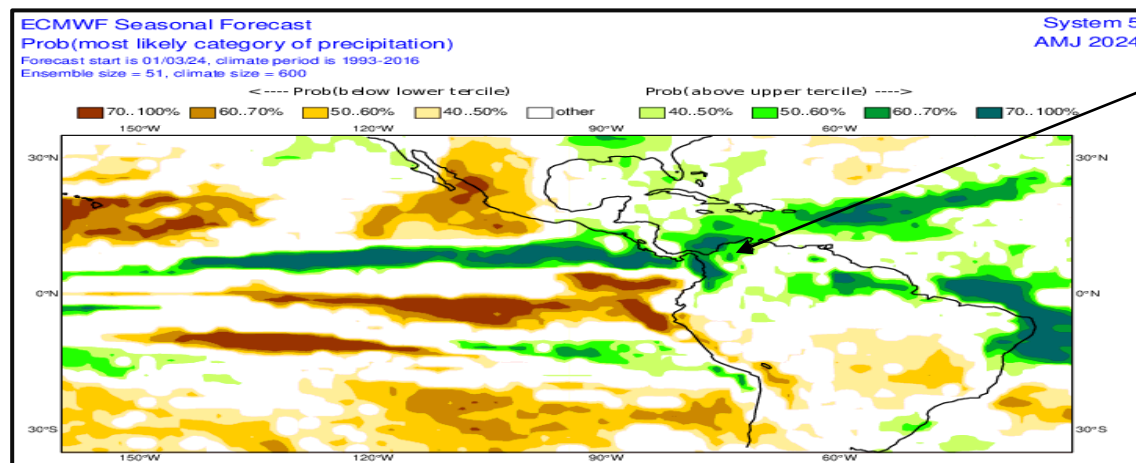 ECMWF Seasonal Forecast System 5
Prob(most likely category of precipitation) AMJ 2024
Forecast start is 01/03/24, climate period is 1993-2016
Ensemble size = 51, climate size = 600
<---- Prob(below lower tercile) Prob(above upper tercile) ---->
70..100% 60..70% 50..60% 40..50% other 40..50% 50..60% 60..70% 70..100%
150°W 120°W 90°W 60°W
30°N 30°N
0°N 0°N
30°S 30°S
150°W 120°W 90°W 60°W